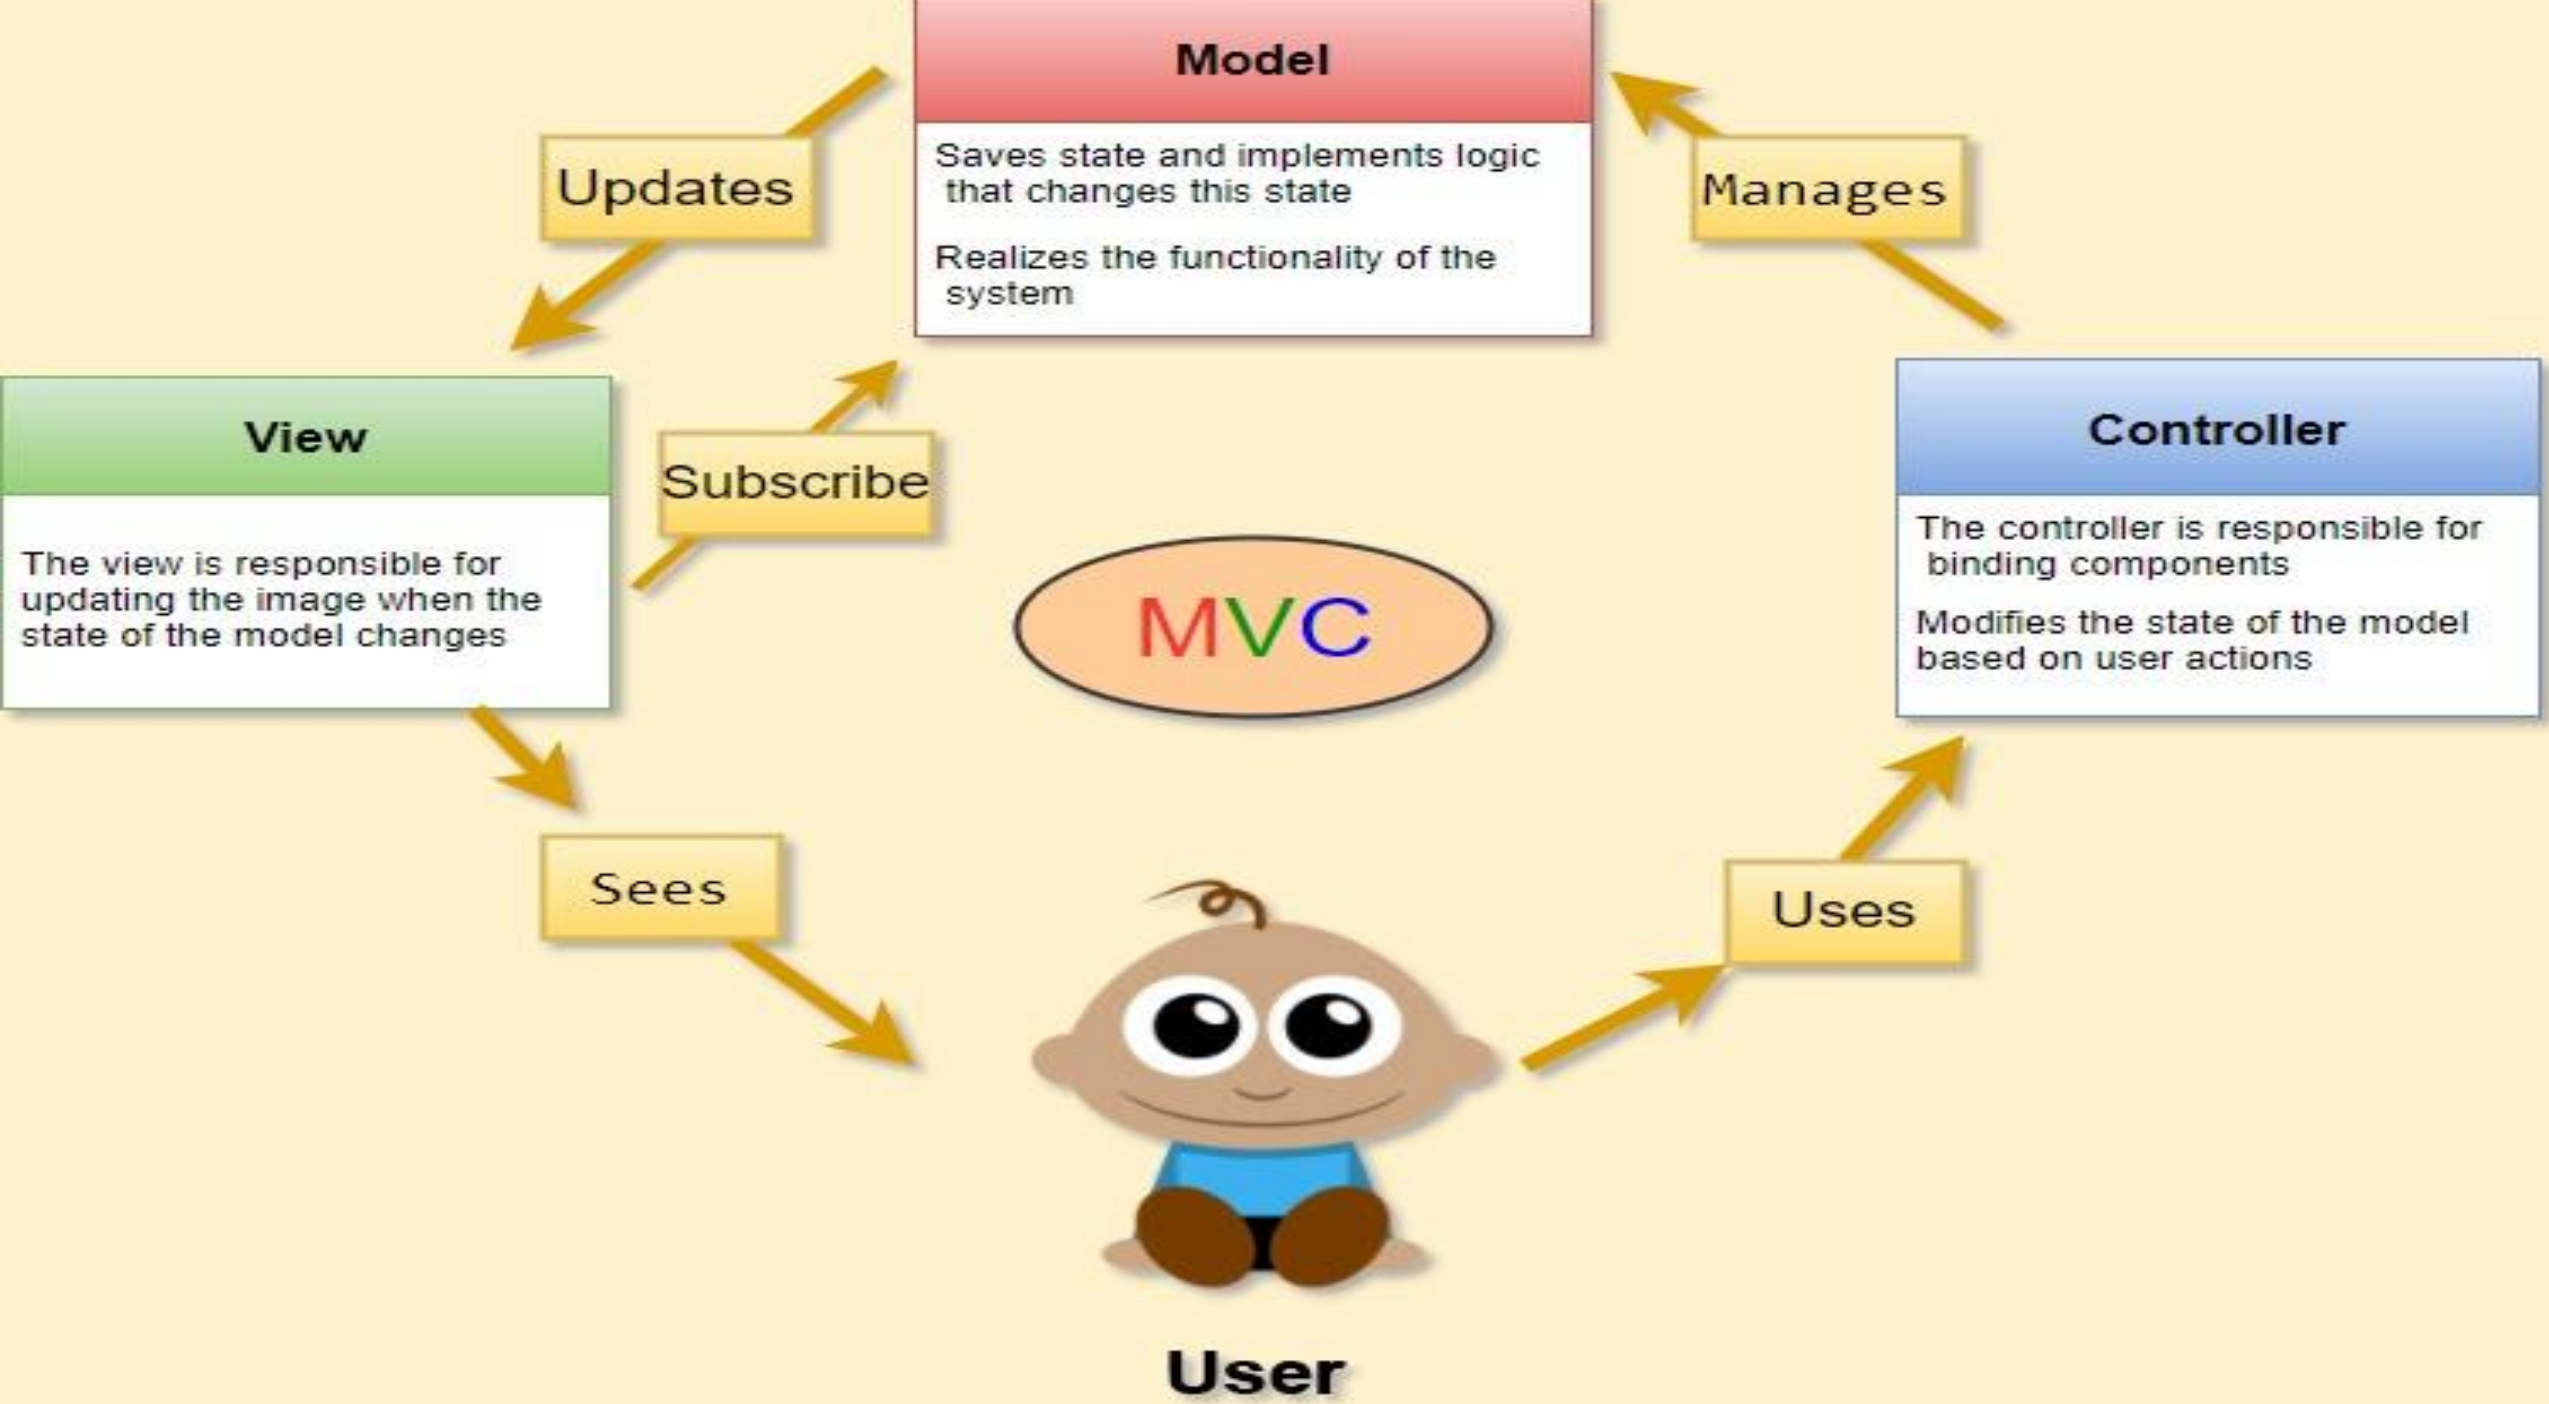 Model
Saves state and implements logic
that changes this state
Realizes the functionality of the
system
Updates
Manages
View
The view is responsible for
updating the image when the
state of the model changes
Subscribe
Controller
The controller is responsible for
binding components
Modifies the state of the model
based on user actions
MVC
Sees
Uses
User